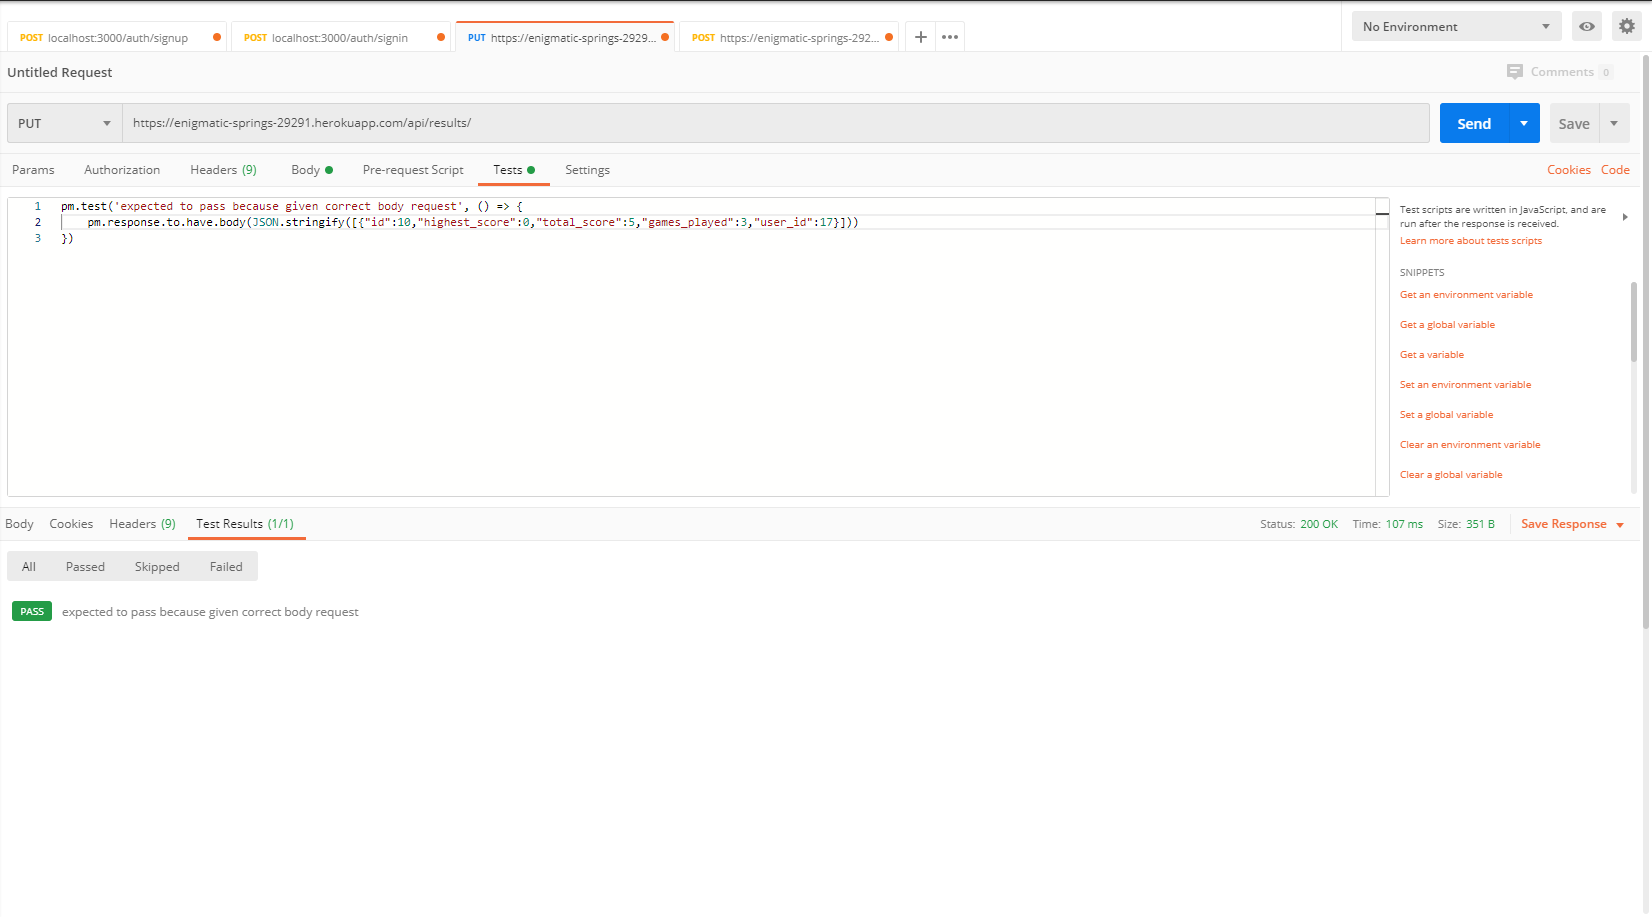 POST localhost:3000/auth/signup
POST localhost:3000/auth/signin
PUT https://enigmatic-springs-2929...
POST https://enigmatic-springs-292...
No Environment
Untitled Request
Comments 0
PUT
https://enigmatic-springs-29291.herokuapp.com/api/results/
Send
Save
Params Authorization Headers (9) Body Pre-request Script Tests Settings
Cookies Code
1 pm.test('expected to pass because given correct body request', () => {
2 pm.response.to.have.body(JSON.stringify([{"id":10,"highest_score":0,"total_score":5,"games_played":3,"user_id":17}]))
3 })
Test scripts are written in JavaScript, and are
run after the response is received.
Learn more about tests scripts
SNIPPETS
Get an environment variable
Get a global variable
Get a variable
Set an environment variable
Set a global variable
Clear an environment variable
Clear a global variable
Body Cookies Headers (9) Test Results (1/1)
Status: 200 OK Time: 107 ms Size: 351 B
Save Response
All Passed Skipped Failed
PASS expected to pass because given correct body request